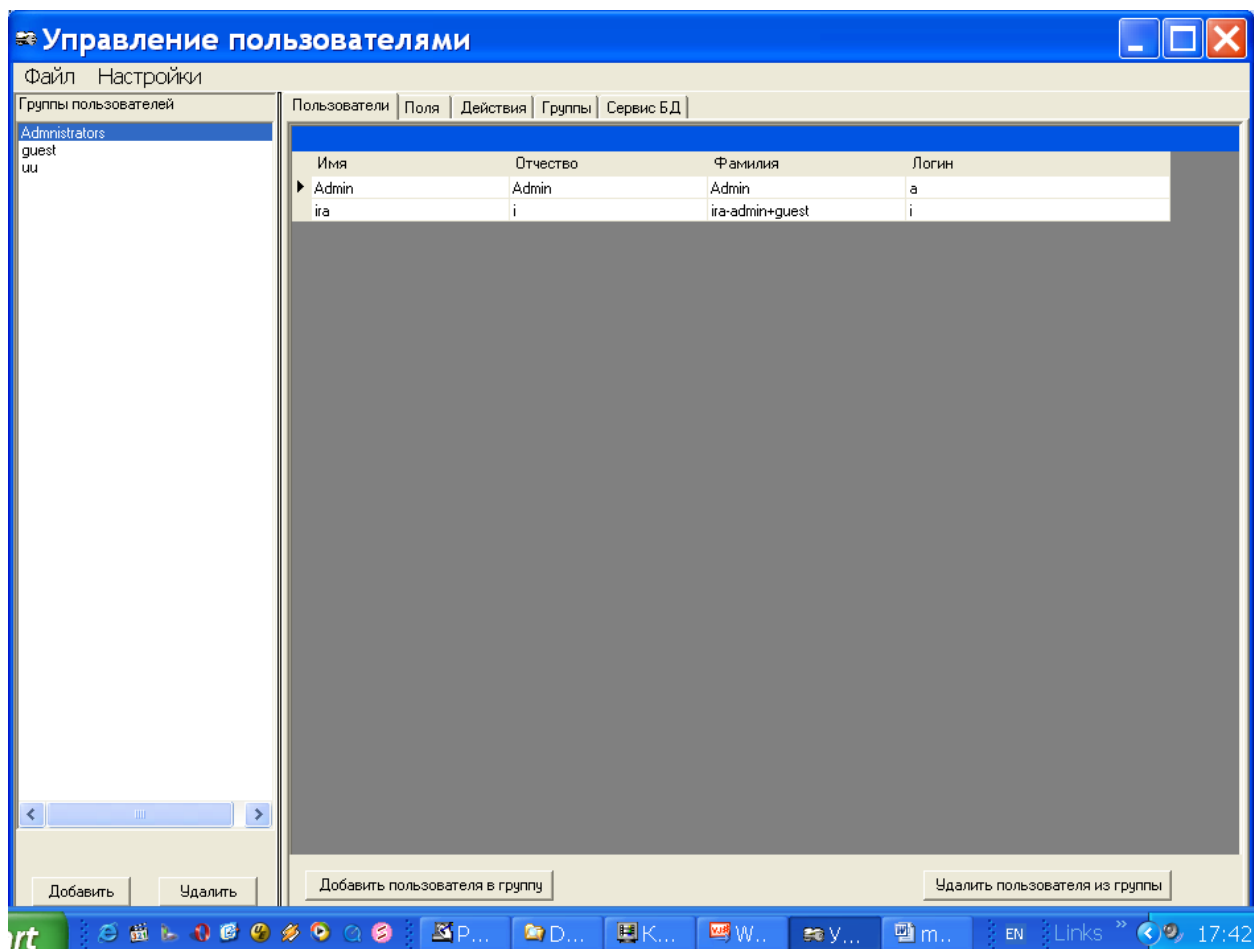 Управление пользователями
Файл Настройки
Группы пользователей
Admnistrators
guest
uu
Пользователи Поля Действия Группы Сервис БД
Имя Отчество Фамилия Логин
Admin Admin Admin a
ira i ira-admin+guest i
Добавить Удалить
Добавить пользователя в группу Удалить пользователя из группы
rt P... D... K... W.. У... m.. EN Links » 17:42